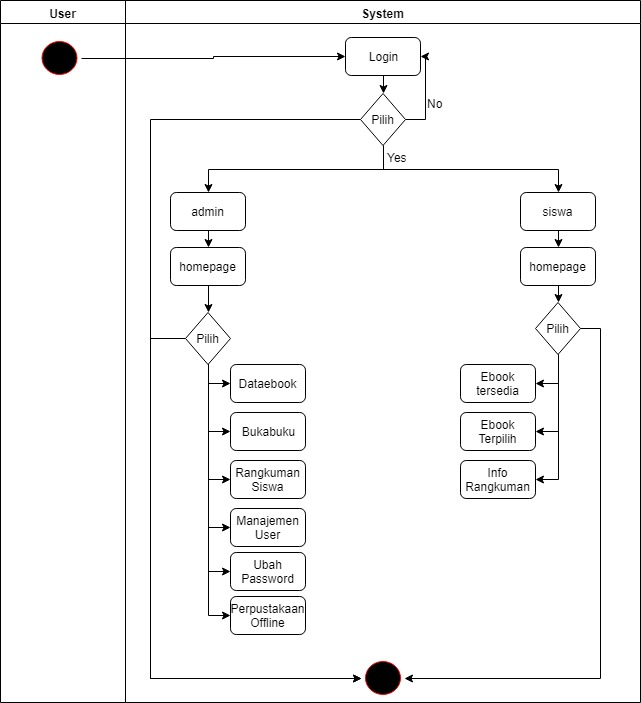 User
System
Login
Pilih
No
Yes
admin
siswa
homepage
homepage
Pilih
Pilih
Dataebook
Ebook
tersedia
Bukabuku
Ebook
Terpilih
Rangkuman
Siswa
Info
Rangkuman
Manajemen
User
Ubah
Password
Perpustakaan
Offline